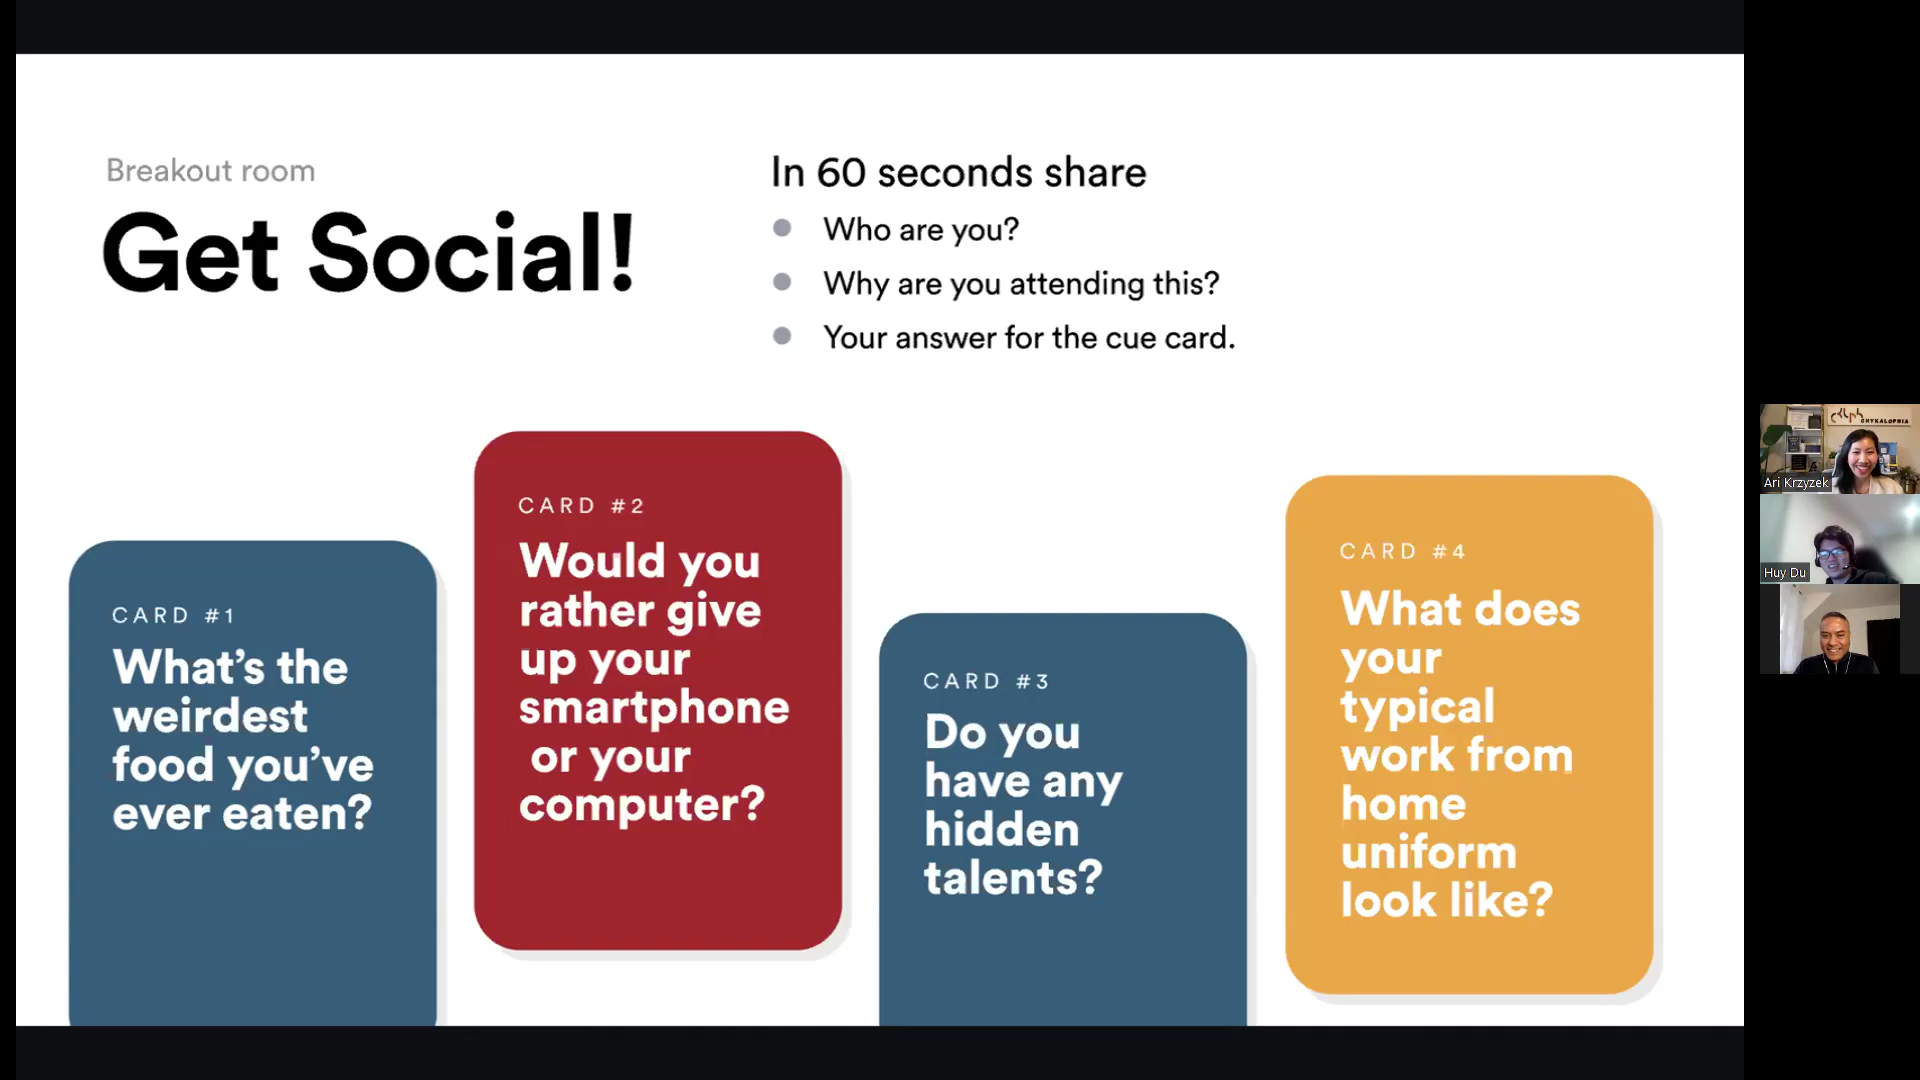 Breakout room
Get Social!
In 60 seconds share
Who are you?
Why are you attending this?
Your answer for the cue card.
CARD #1
What’s the
weirdest
food you’ve
ever eaten?
CARD #2
Would you
rather give
up your
smartphone
or your
computer?
CARD #3
Do you
have any
hidden
talents?
CARD #4
What does
your
typical
work from
home
uniform
look like?
CHYKALOPHIA
Ari Krzyzek
Huy Du